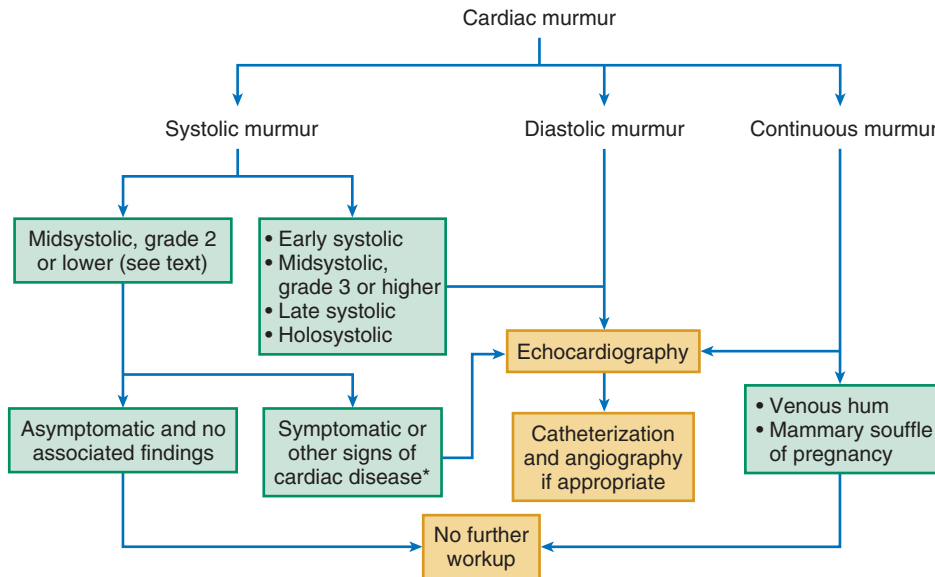 Cardiac murmur
Systolic murmur
Diastolic murmur
Continuous murmur
Midsystolic, grade 2
or lower (see text)
• Early systolic
• Midsystolic,
grade 3 or higher
• Late systolic
• Holosystolic
Echocardiography
Asymptomatic and no
associated findings
Symptomatic or
other signs of
cardiac disease*
Catheterization
and angiography
if appropriate
• Venous hum
• Mammary souffle
of pregnancy
No further
workup